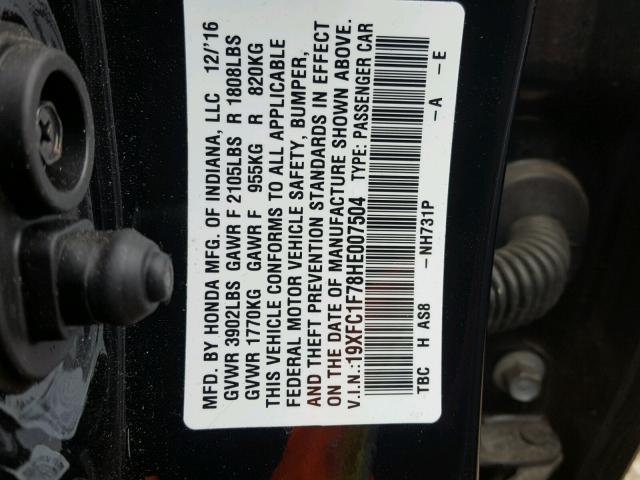 MFD. BY HONDA MFG. OF INDIANA, LLC 12/'16
GVWR 3902LBS GAWR F 2105LBS R 1808LBS
GVWR 1770KG GAWR F 955KG R 820KG
THIS VEHICLE CONFORMS TO ALL APPLICABLE
FEDERAL MOTOR VEHICLE SAFETY, BUMPER,
AND THEFT PREVENTION STANDARDS IN EFFECT
ON THE DATE OF MANUFACTURE SHOWN ABOVE.
V.I.N.:19XFC1F78HE007504 TYPE: PASSENGER CAR
TBC H AS8 -NH731P -A -E